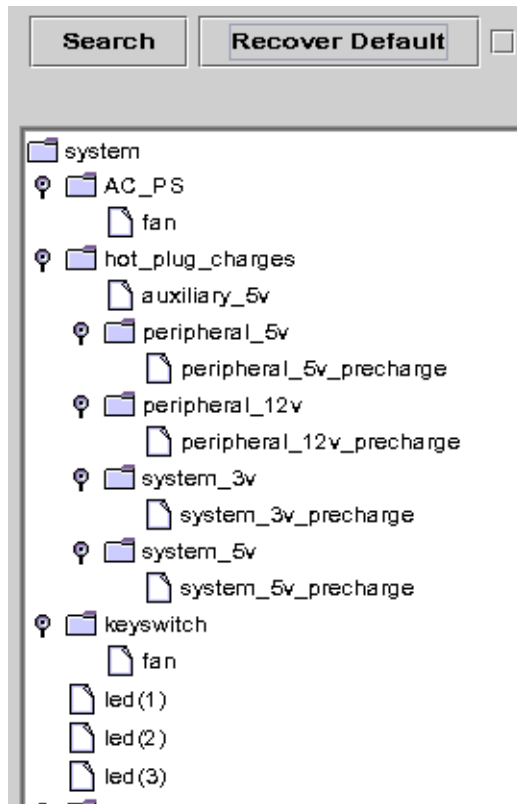 Search Recover Default
system
AC_PS
fan
hot_plug_charges
auxiliary_5v
peripheral_5v
peripheral_5v_precharge
peripheral_12v
peripheral_12v_precharge
system_3v
system_3v_precharge
system_5v
system_5v_precharge
keyswitch
fan
led(1)
led(2)
led(3)